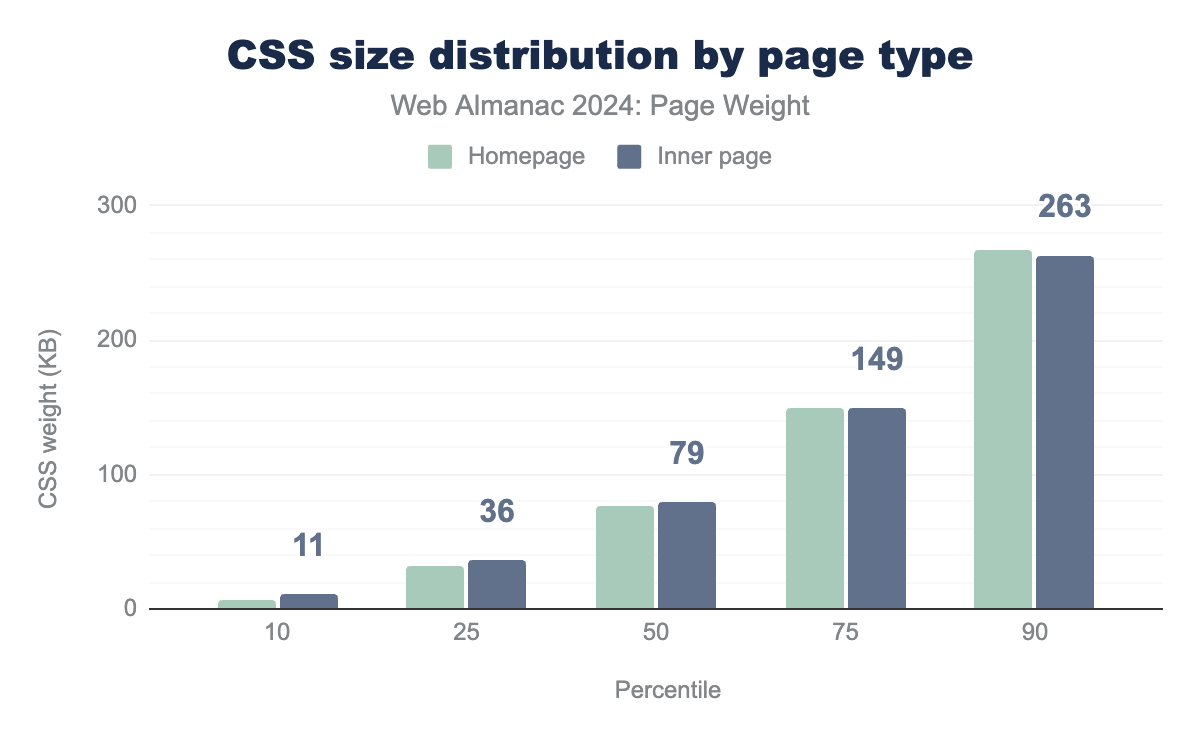 CSS size distribution by page type
Web Almanac 2024: Page Weight
Homepage
Inner page
CSS weight (KB)
300
200
100
0
11
36
79
149
263
10
25
50
75
90
Percentile